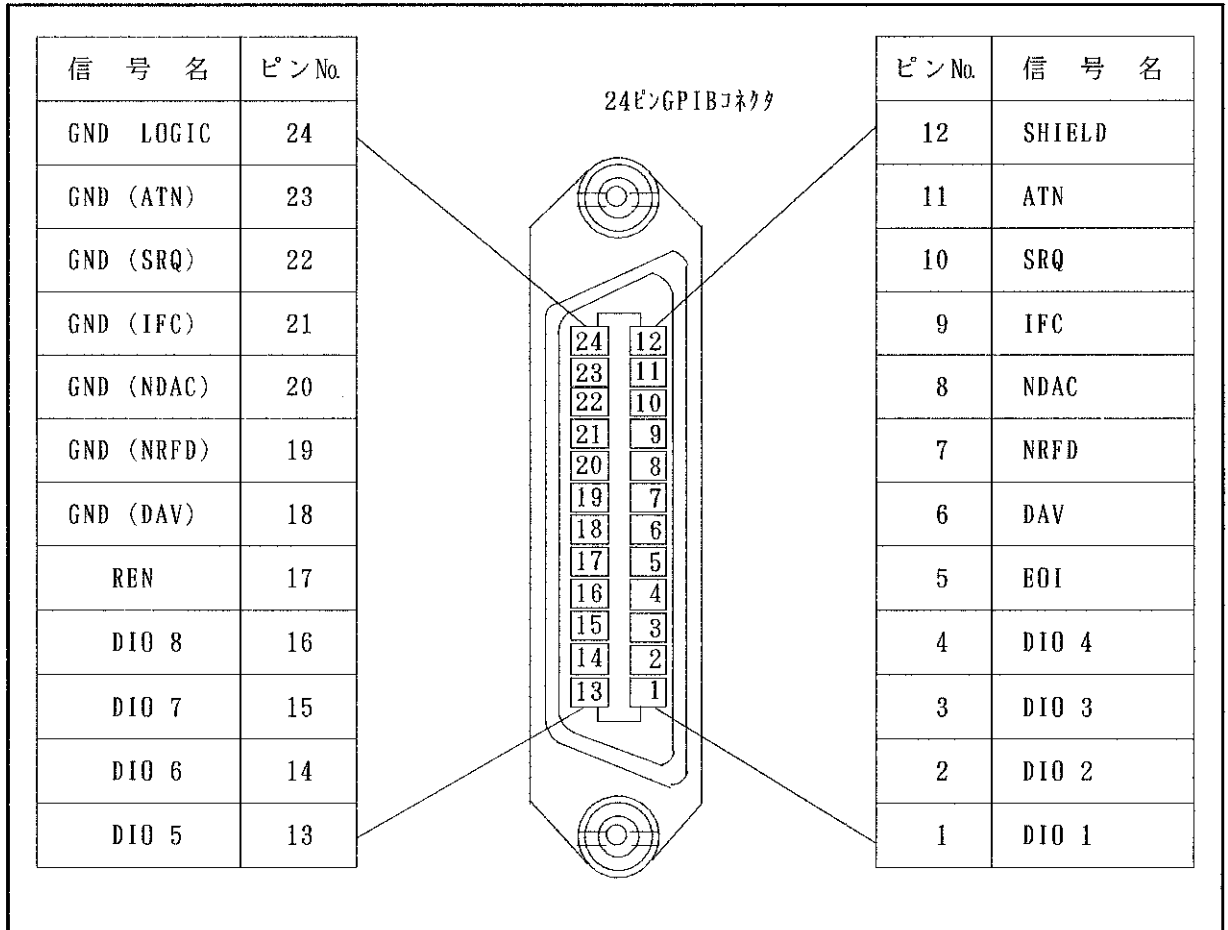 24ピンGPIBコネクタ
信 号 名 ピンNo.
GND LOGIC 24
GND (ATN) 23
GND (SRQ) 22
GND (IFC) 21
GND (NDAC) 20
GND (NRFD) 19
GND (DAV) 18
REN 17
DIO 8 16
DIO 7 15
DIO 6 14
DIO 5 13
24 12
23 11
22 10
21 9
20 8
19 7
18 6
17 5
16 4
15 3
14 2
13 1
ピンNo. 信 号 名
12 SHIELD
11 ATN
10 SRQ
9 IFC
8 NDAC
7 NRFD
6 DAV
5 EOI
4 DIO 4
3 DIO 3
2 DIO 2
1 DIO 1